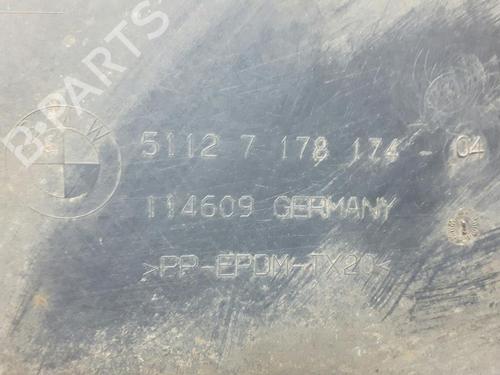 B-PARTS
BMW
5112 7 178 174 - 04
114609 GERMANY
>PP-EPDM-TX20<